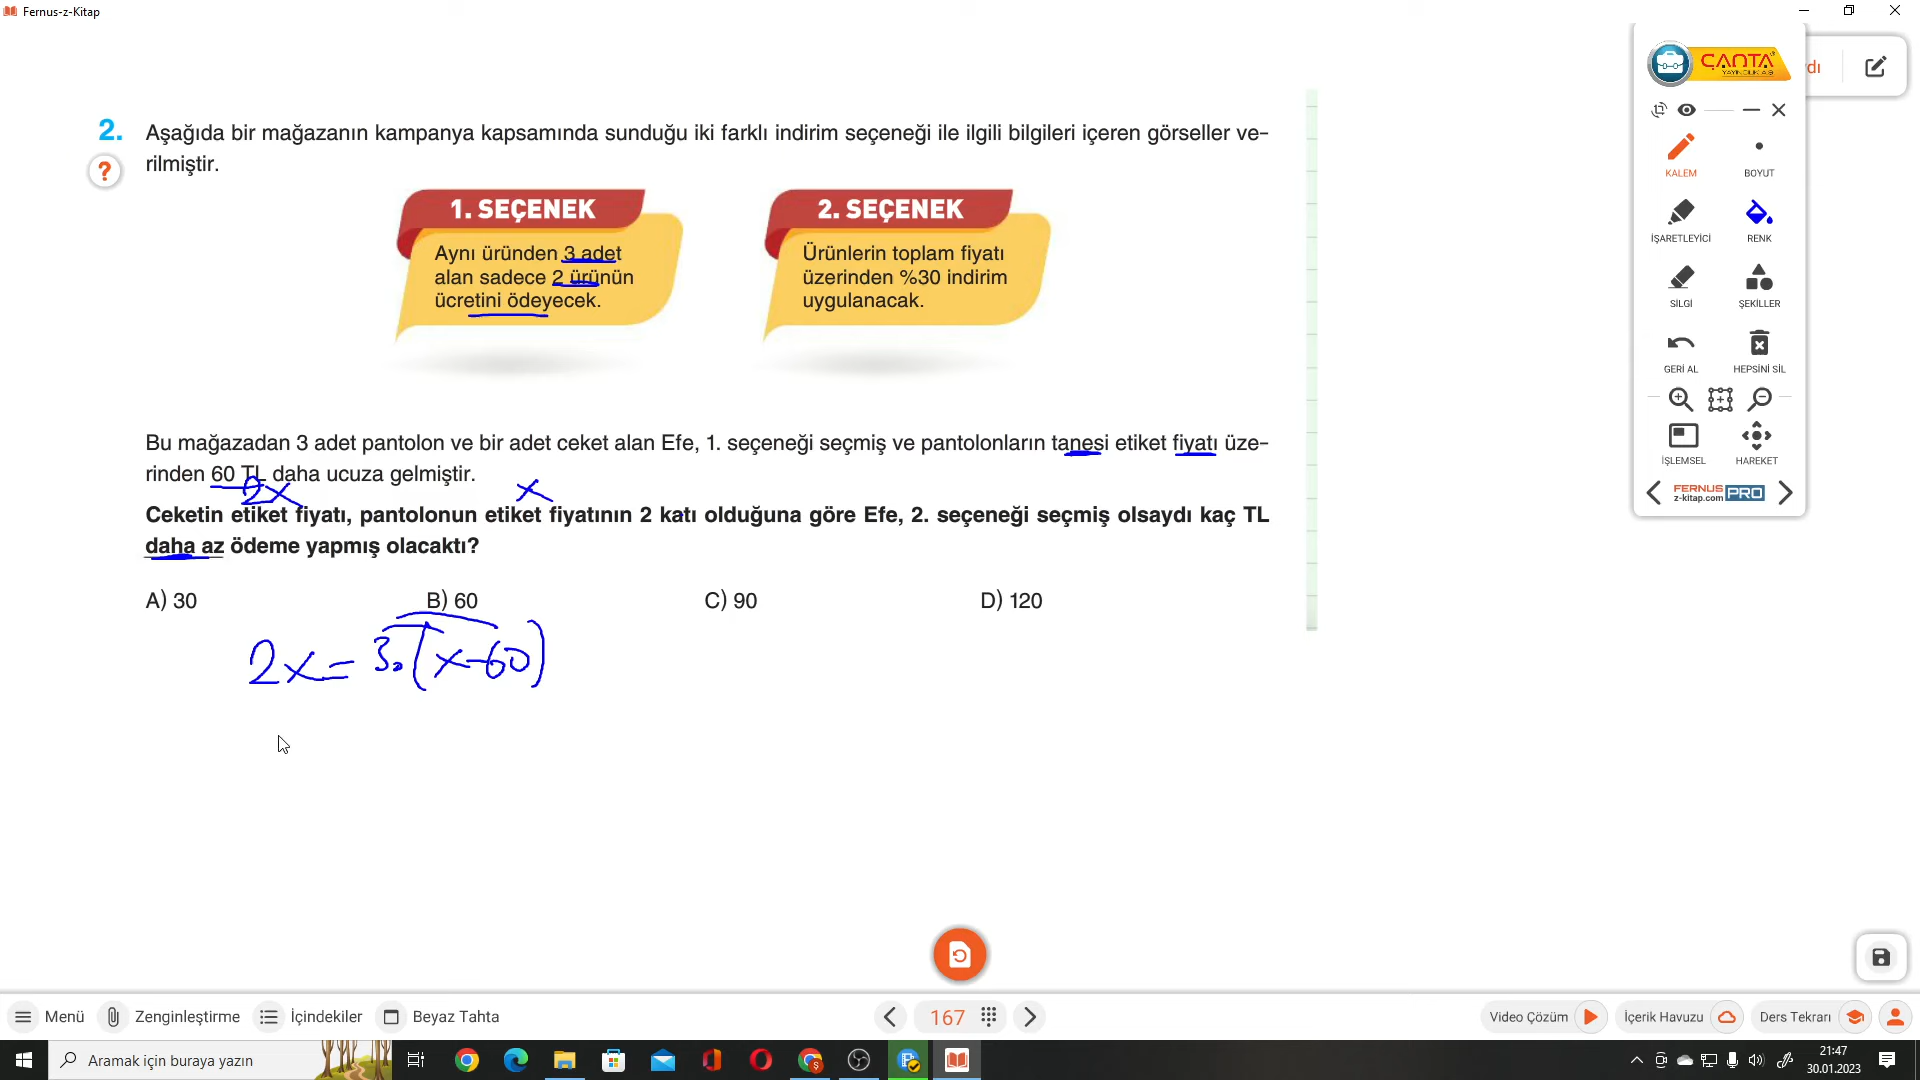 Fernus-z-Kitap
ÇANTA
YAYINCILIK A.Ş
dı
2. Aşağıda bir mağazanın kampanya kapsamında sunduğu iki farklı indirim seçeneği ile ilgili bilgileri içeren görseller ve-
rilmiştir.
?
1. SEÇENEK
Aynı üründen 3 adet
alan sadece 2 ürünün
ücretini ödeyecek.
2. SEÇENEK
Ürünlerin toplam fiyatı
üzerinden %30 indirim
uygulanacak.
KALEM
BOYUT
İŞARETLEYİCİ
RENK
SİLGİ
ŞEKİLLER
GERİ AL
HEPSİNİ SİL
İŞLEMSEL
HAREKET
FERNUS
z-kitap.com PRO
Bu mağazadan 3 adet pantolon ve bir adet ceket alan Efe, 1. seçeneği seçmiş ve pantolonların tanesi etiket fiyatı üze-
rinden 60 TL daha ucuza gelmiştir.
2x x
Ceketin etiket fiyatı, pantolonun etiket fiyatının 2 katı olduğuna göre Efe, 2. seçeneği seçmiş olsaydı kaç TL
daha az ödeme yapmış olacaktı?
A) 30 B) 60 C) 90 D) 120
2x = 3.(x-60)
Menü Zenginleştirme İçindekiler Beyaz Tahta 167 Video Çözüm İçerik Havuzu Ders Tekrarı
Aramak için buraya yazın
21:47
30.01.2023